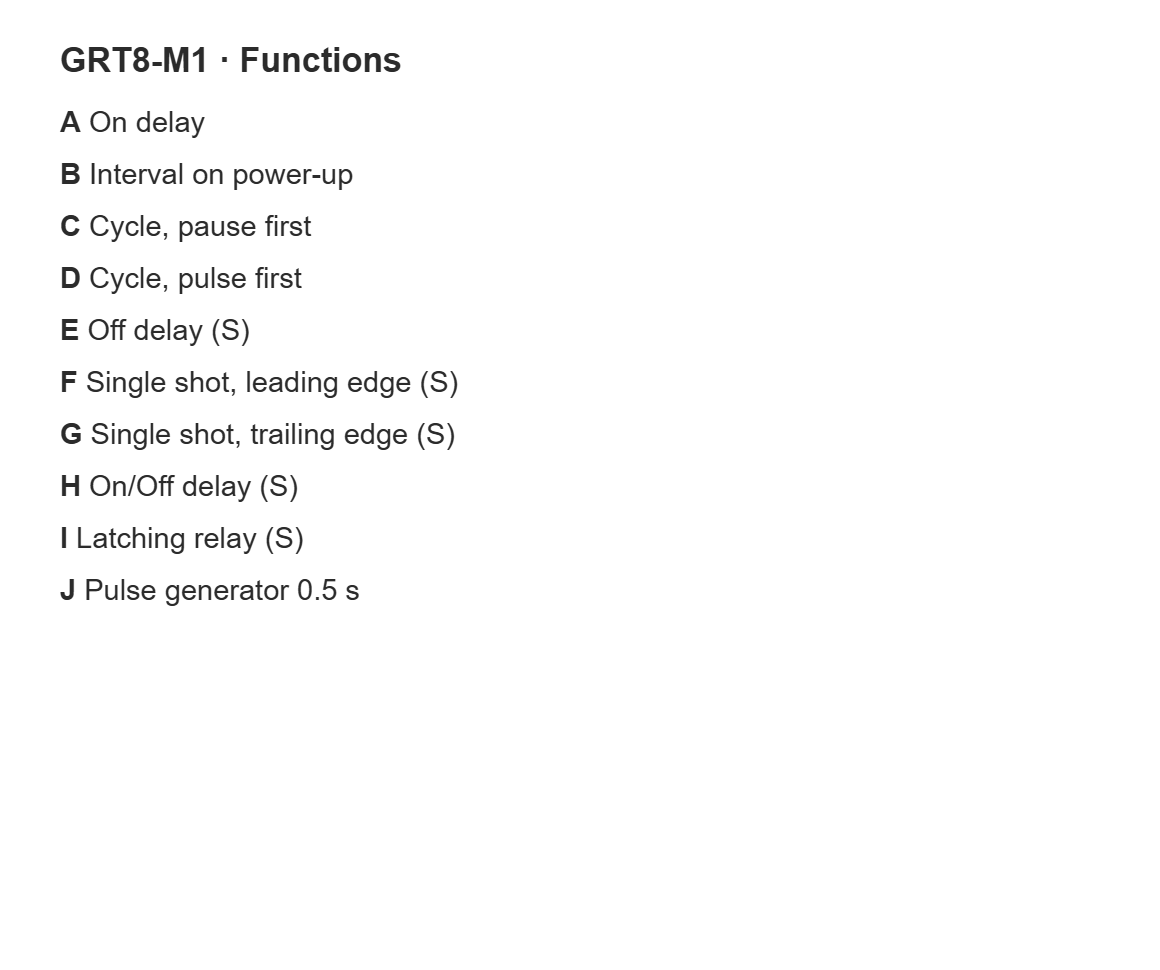 GRT8-M1 · Functions
A On delay
B Interval on power-up
C Cycle, pause first
D Cycle, pulse first
E Off delay (S)
F Single shot, leading edge (S)
G Single shot, trailing edge (S)
H On/Off delay (S)
I Latching relay (S)
J Pulse generator 0.5 s